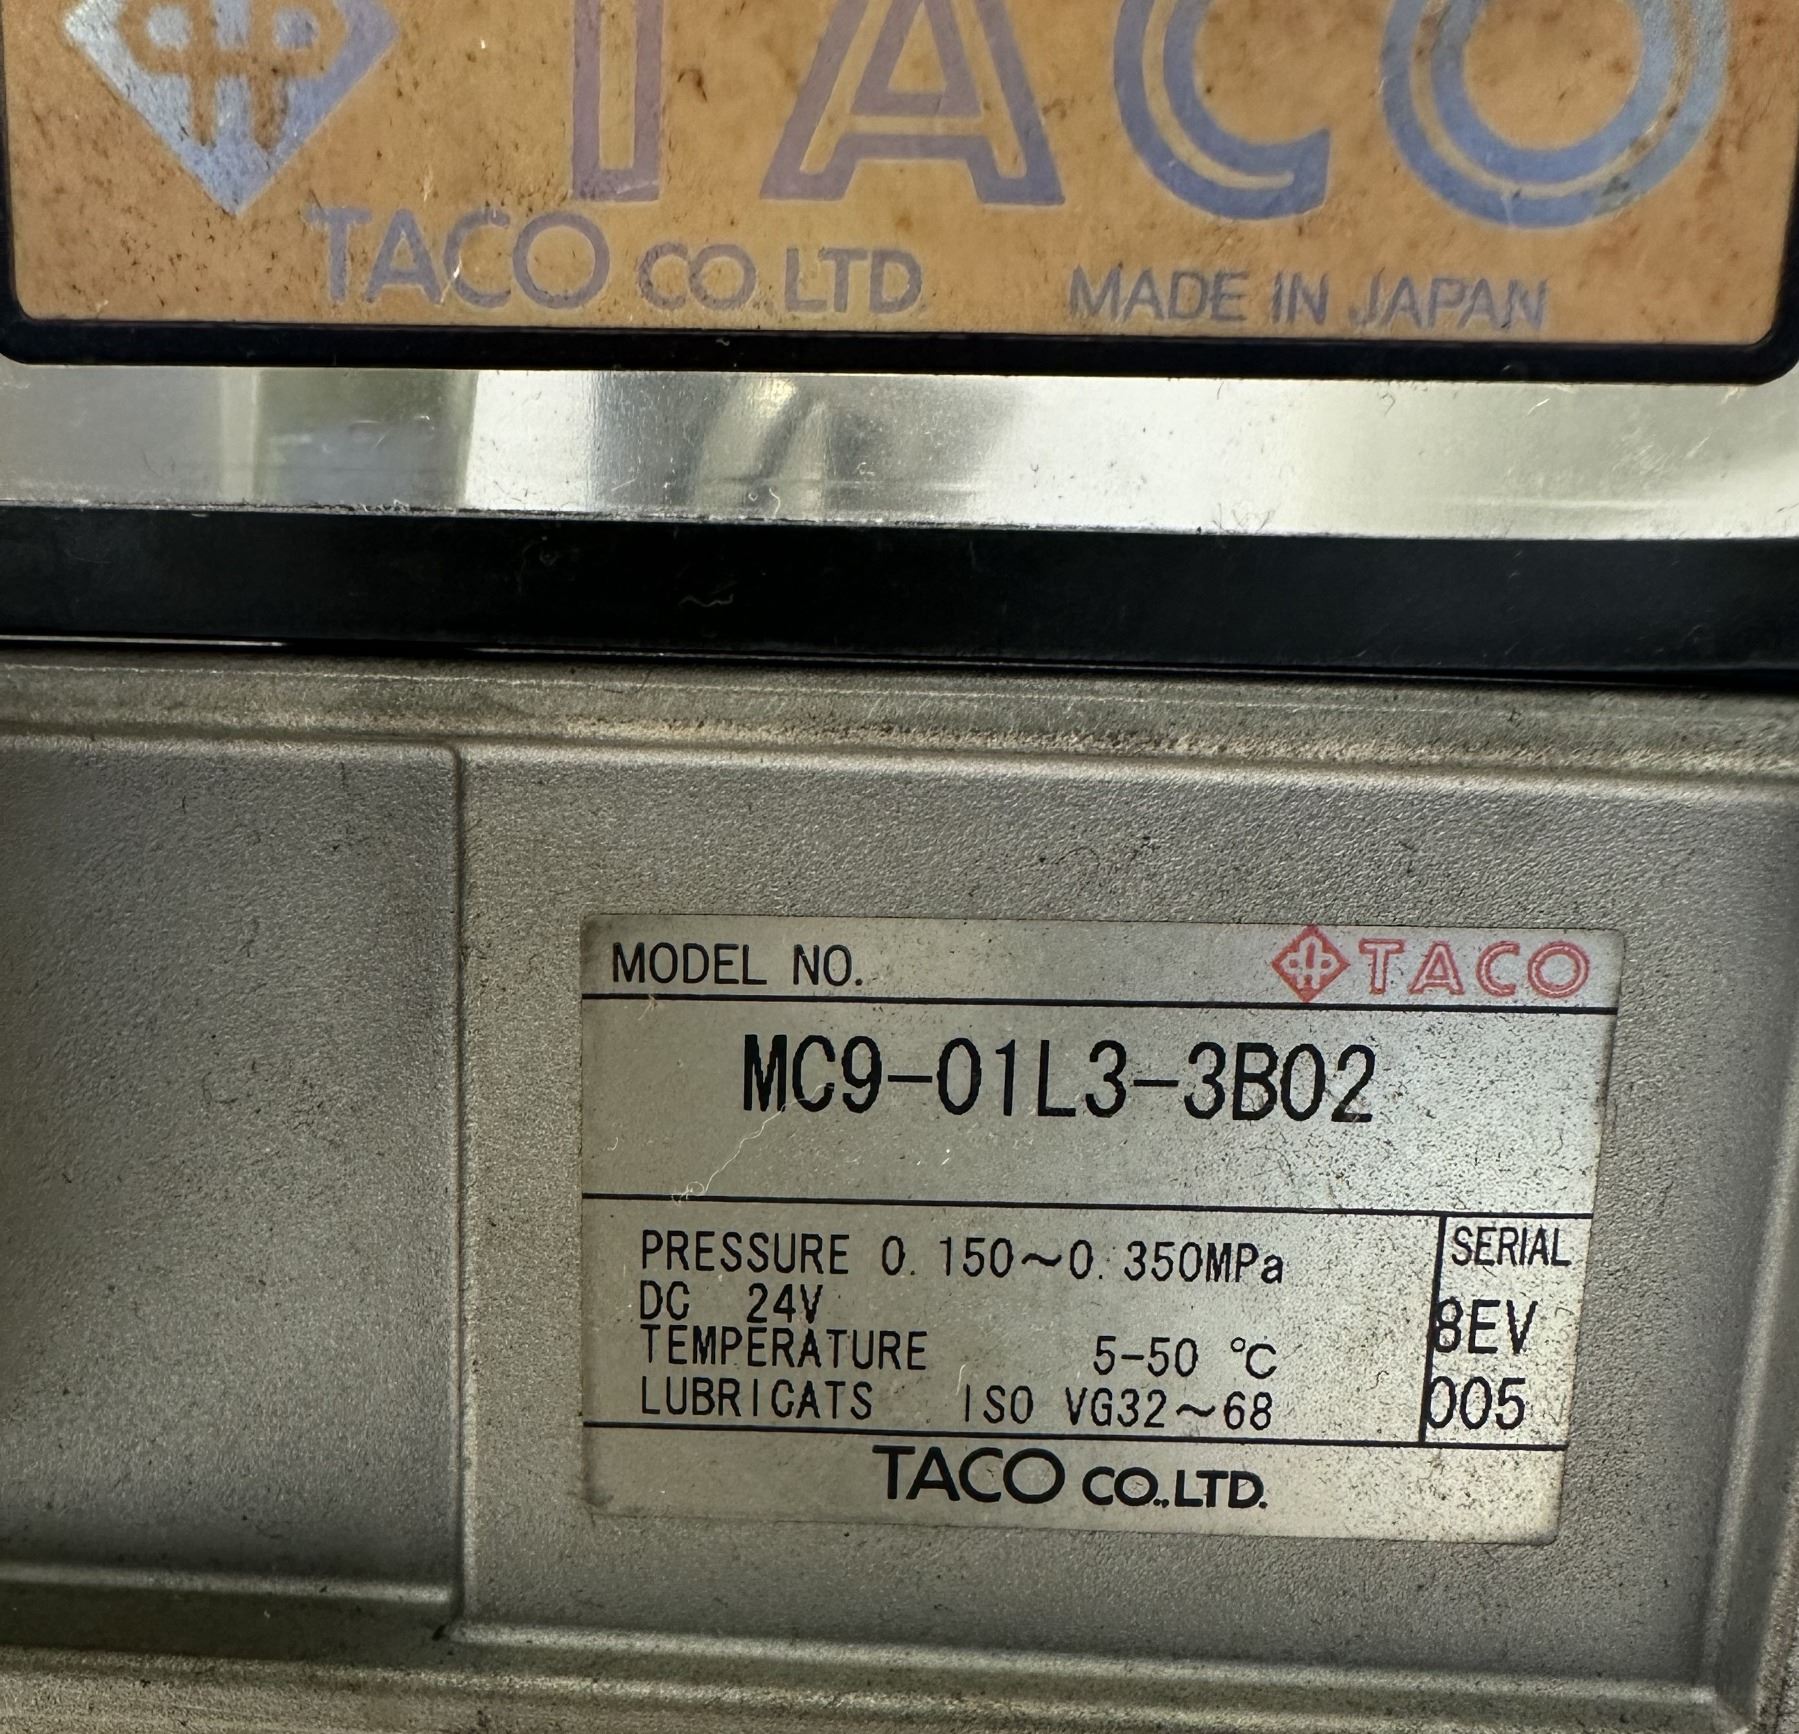 TACO
TACO CO.LTD MADE IN JAPAN
MODEL NO. TACO
MC9-01L3-3B02
PRESSURE 0.150~0.350MPa
DC 24V
TEMPERATURE 5-50 ℃
LUBRICATS ISO VG32~68
SERIAL
8EV
005
TACO CO.,LTD.